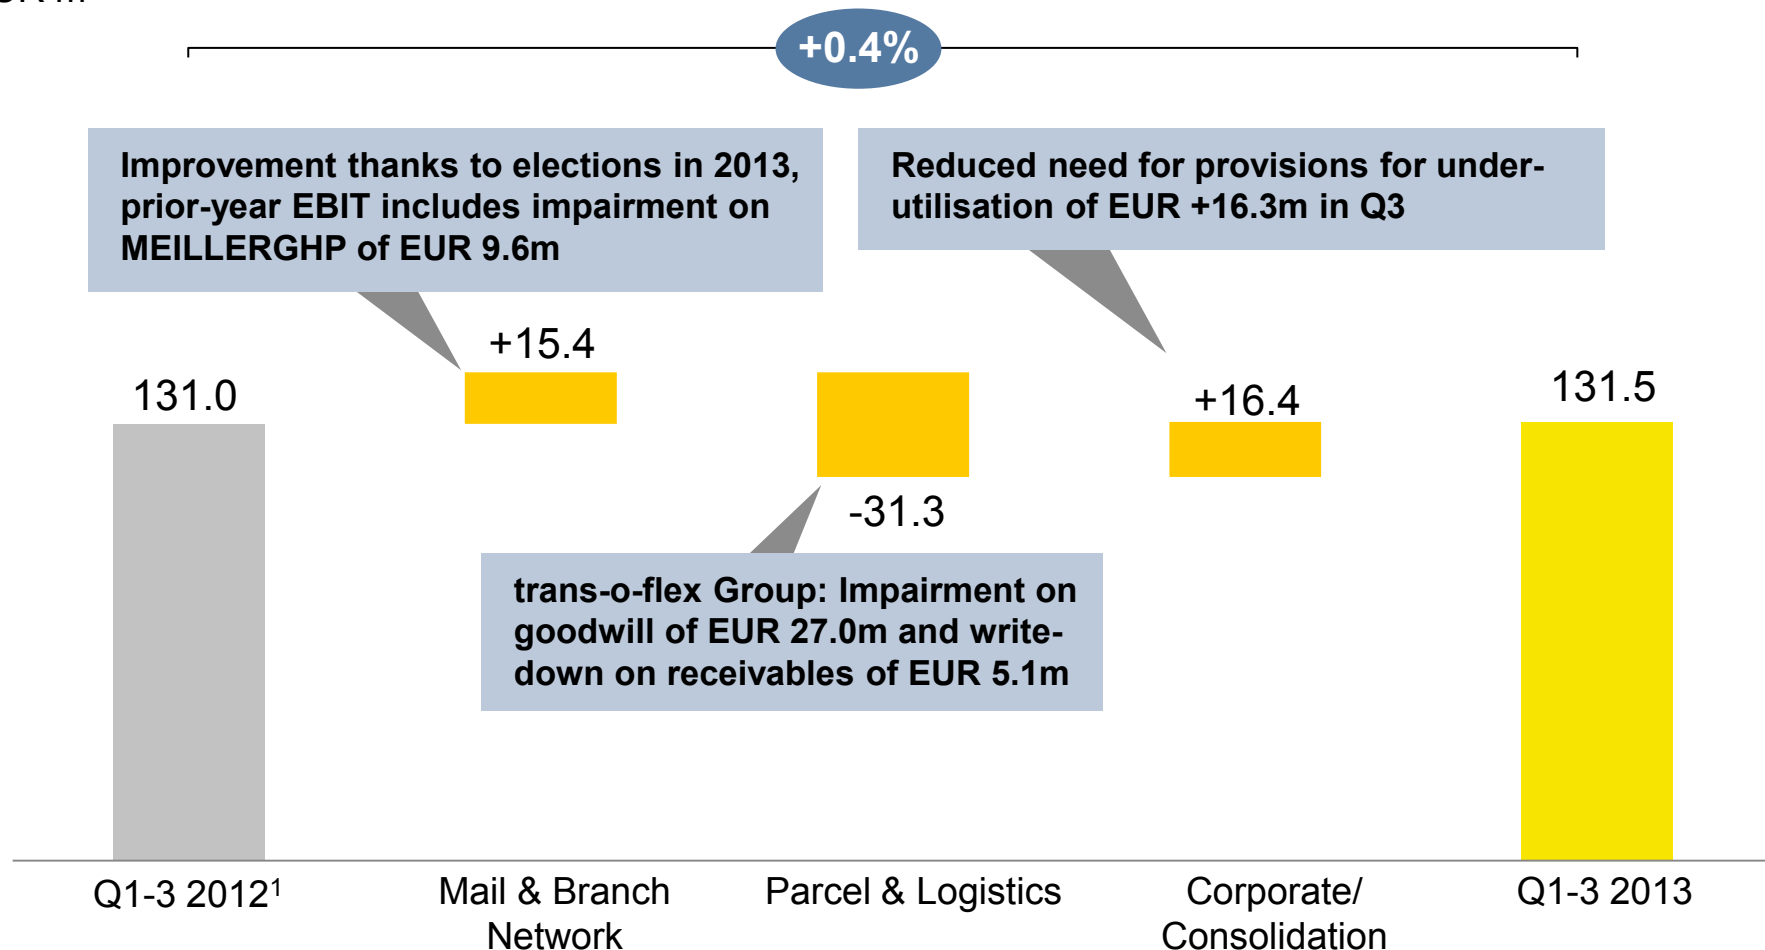 +0.4%
Improvement thanks to elections in 2013,
prior-year EBIT includes impairment on
MEILLERGHP of EUR 9.6m
Reduced need for provisions for under-
utilisation of EUR +16.3m in Q3
+15.4
131.0
+16.4
131.5
-31.3
trans-o-flex Group: Impairment on
goodwill of EUR 27.0m and write-
down on receivables of EUR 5.1m
Q1-3 2012¹
Mail & Branch
Network
Parcel & Logistics
Corporate/
Consolidation
Q1-3 2013